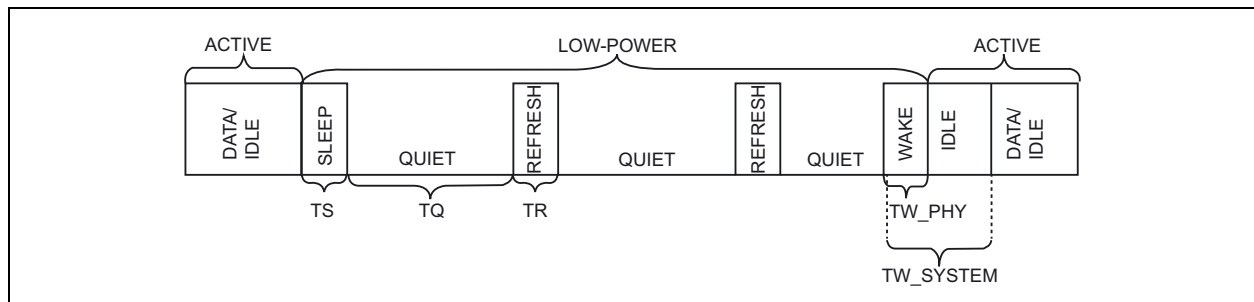 ACTIVE
LOW-POWER
ACTIVE
DATA/
IDLE
SLEEP
QUIET
REFRESH
QUIET
REFRESH
QUIET
WAKE
IDLE
DATA/
IDLE
TS
TQ
TR
TW_PHY
TW_SYSTEM